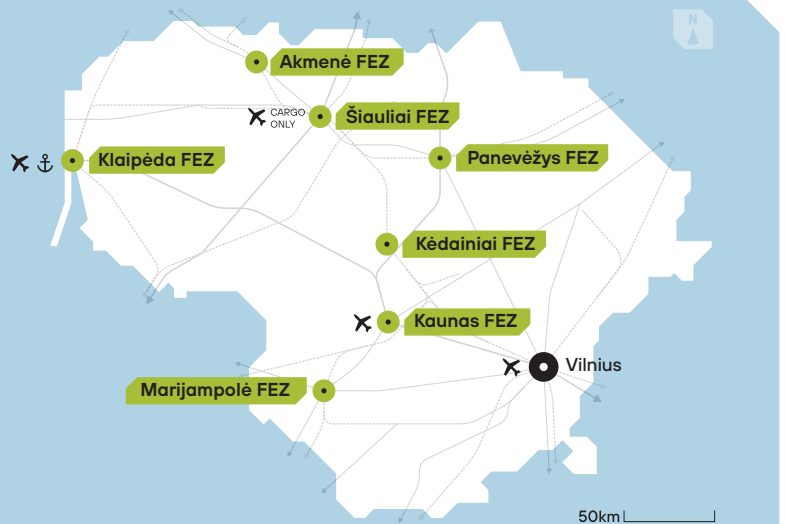 N
Akmenė FEZ
CARGO
ONLY
Šiauliai FEZ
Klaipėda FEZ
Panevėžys FEZ
Kėdainiai FEZ
Kaunas FEZ
Vilnius
Marijampolė FEZ
50km